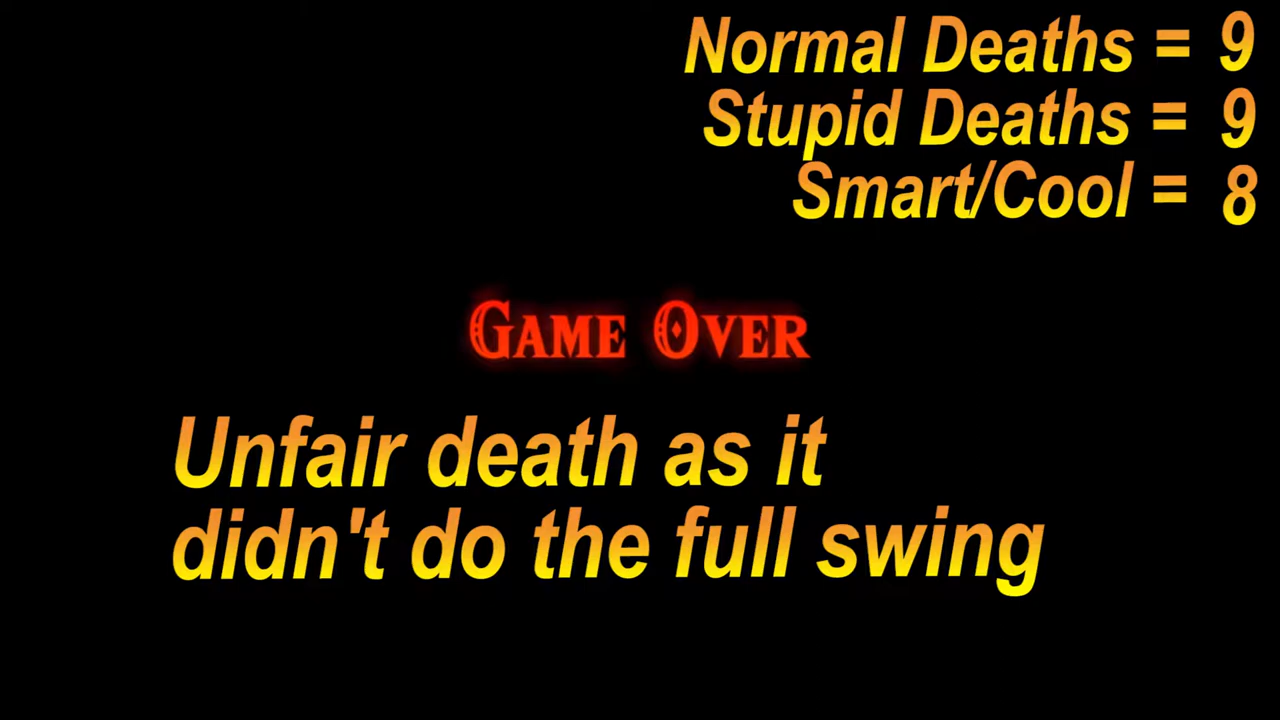 Normal Deaths = 9
Stupid Deaths = 9
Smart/Cool = 8
GAME OVER
Unfair death as it
didn't do the full swing